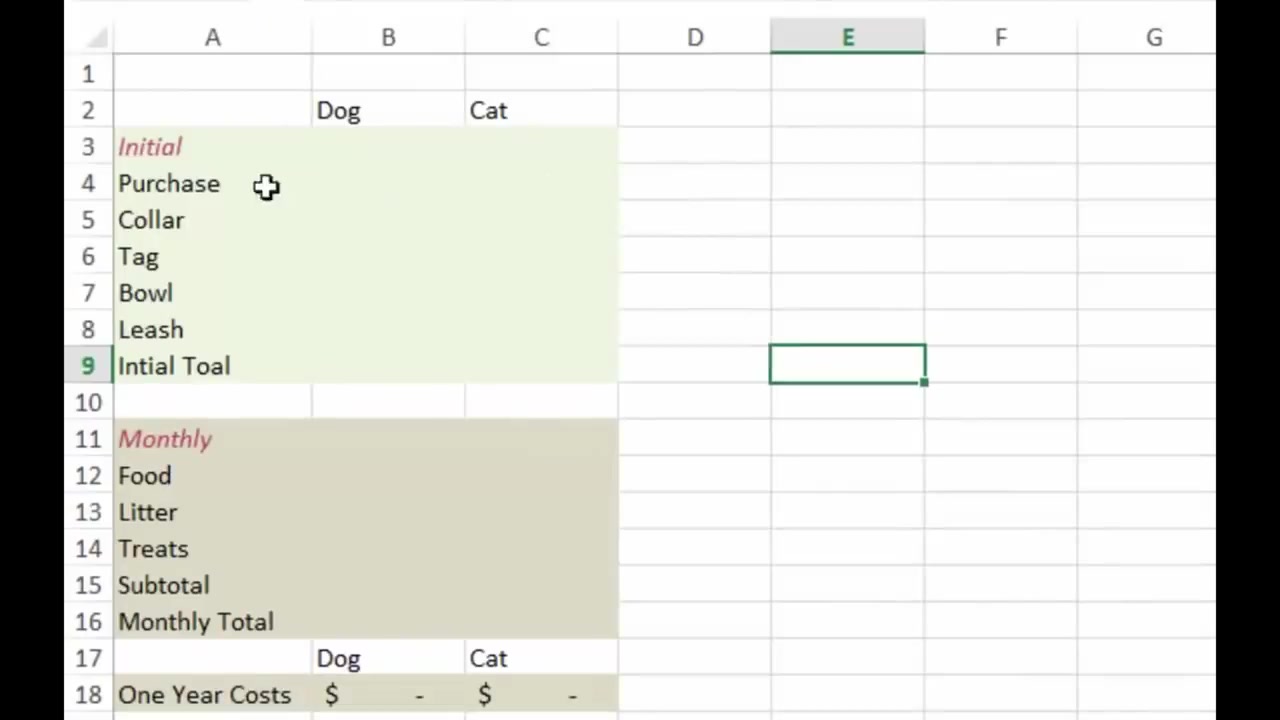 A B C D E F G
1
2 Dog Cat
3 Initial
4 Purchase
5 Collar
6 Tag
7 Bowl
8 Leash
9 Intial Toal
10
11 Monthly
12 Food
13 Litter
14 Treats
15 Subtotal
16 Monthly Total
17 Dog Cat
18 One Year Costs $ - $ -